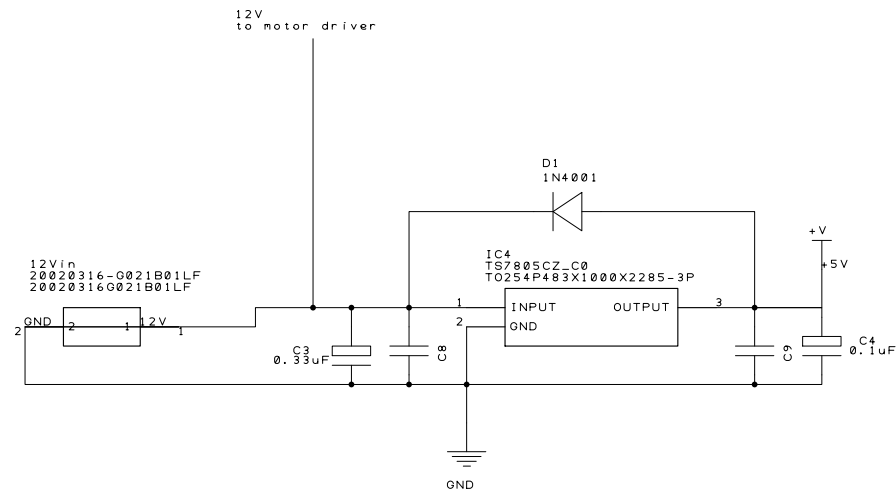 12V
to motor driver
D1
1N4001
+V
+5V
12Vin
20020316-G021B01LF
20020316G021B01LF
IC4
TS7805CZ_C0
TO254P483X1000X2285-3P
1
INPUT
OUTPUT
3
2
GND
2
GND
2
1
12V
1
C3
0.33uF
C8
C9
C4
0.1uF
GND